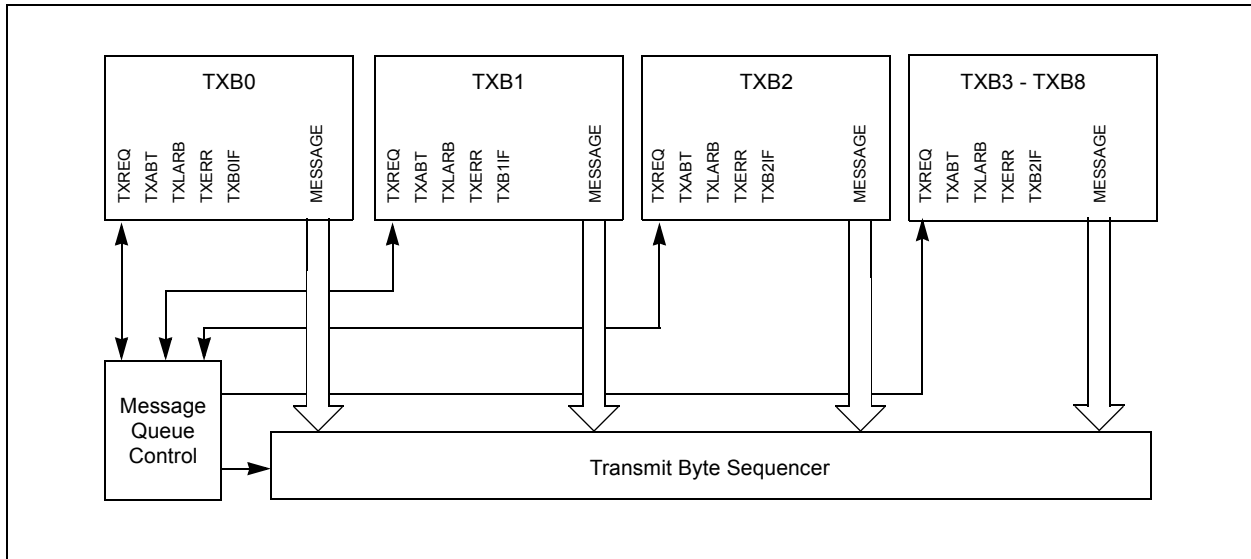 TXB0
TXREQ
TXABT
TXLARB
TXERR
TXB0IF
MESSAGE
TXB1
TXREQ
TXABT
TXLARB
TXERR
TXB1IF
MESSAGE
TXB2
TXREQ
TXABT
TXLARB
TXERR
TXB2IF
MESSAGE
TXB3 - TXB8
TXREQ
TXABT
TXLARB
TXERR
TXB2IF
MESSAGE
Message
Queue
Control
Transmit Byte Sequencer